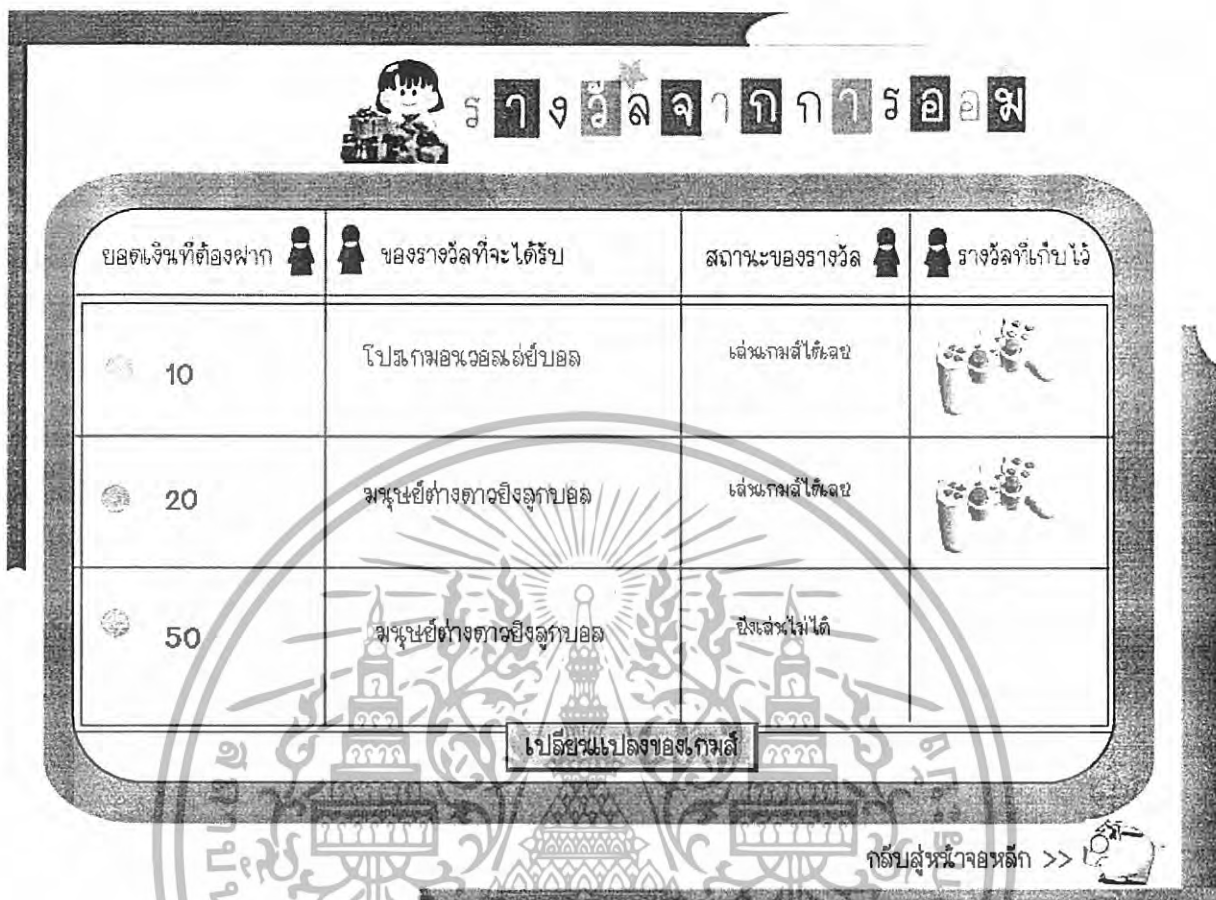 รางวัลจากการออม
ยอดเงินที่ต้องฝาก ของรางวัลที่จะได้รับ สถานะของรางวัล รางวัลที่เก็บไว้
10 โปเกมอนวอลเล่ย์บอล เล่นเกมส์ได้เลย
20 มนุษย์ต่างดาวยิงลูกบอล เล่นเกมส์ได้เลย
50 มนุษย์ต่างดาวยิงลูกบอล ยังเล่นไม่ได้
เปลี่ยนแปลงของเกมส์
กลับสู่หน้าจอหลัก >>